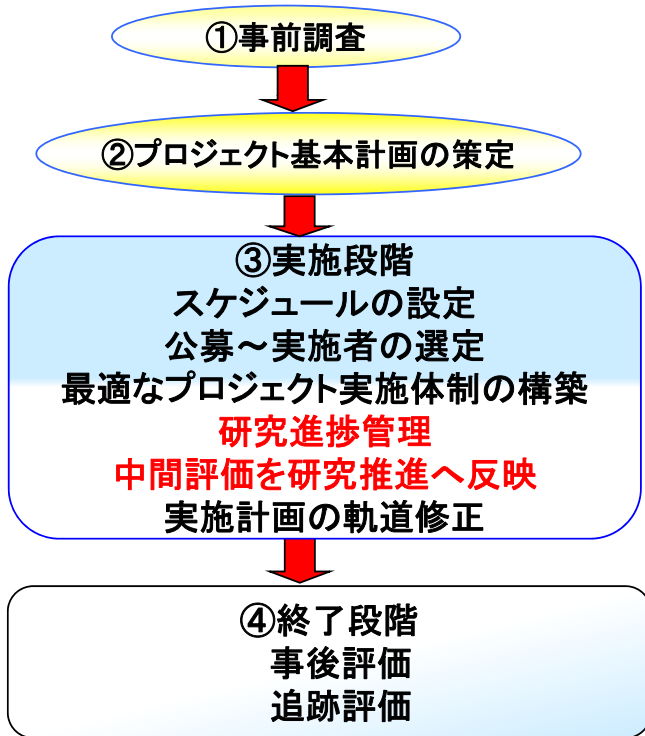 ①事前調査
②プロジェクト基本計画の策定
③実施段階
スケジュールの設定
公募～実施者の選定
最適なプロジェクト実施体制の構築
研究進捗管理
中間評価を研究推進へ反映
実施計画の軌道修正
④終了段階
事後評価
追跡評価